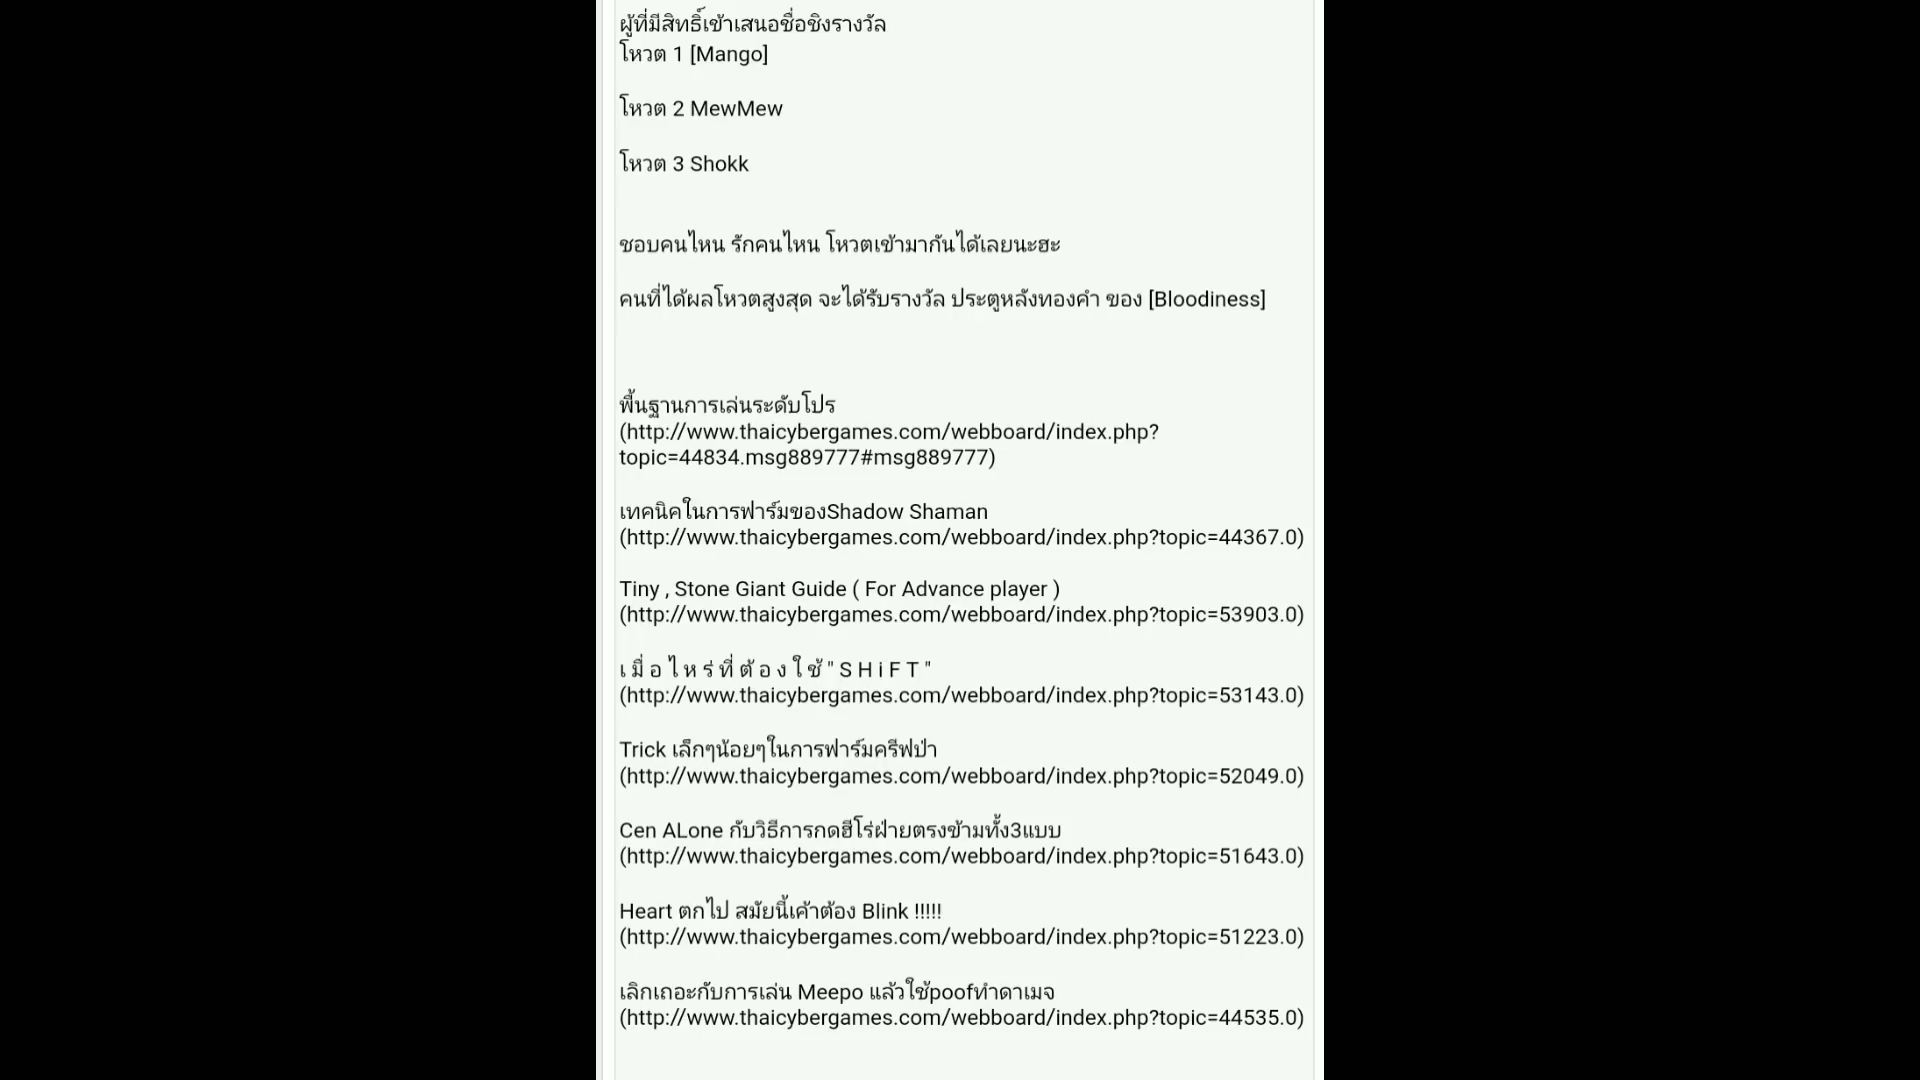 ผู้ที่มีสิทธิ์เข้าเสนอชื่อชิงรางวัล
โหวต 1 [Mango]
โหวต 2 MewMew
โหวต 3 Shokk
ชอบคนไหน รักคนไหน โหวตเข้ามากันได้เลยนะฮะ
คนที่ได้ผลโหวตสูงสุด จะได้รับรางวัล ประตูหลังทองคำ ของ [Bloodiness]
พื้นฐานการเล่นระดับโปร
(http://www.thaicybergames.com/webboard/index.php?
topic=44834.msg889777#msg889777)
เทคนิคในการฟาร์มของShadow Shaman
(http://www.thaicybergames.com/webboard/index.php?topic=44367.0)
Tiny , Stone Giant Guide ( For Advance player )
(http://www.thaicybergames.com/webboard/index.php?topic=53903.0)
เ มื่ อ ไ ห ร่ ที่ ต้ อ ง ใ ช้ " S H i F T "
(http://www.thaicybergames.com/webboard/index.php?topic=53143.0)
Trick เล็กๆน้อยๆในการฟาร์มครีฟป่า
(http://www.thaicybergames.com/webboard/index.php?topic=52049.0)
Cen ALone กับวิธีการกดฮีโร่ฝ่ายตรงข้ามทั้ง3แบบ
(http://www.thaicybergames.com/webboard/index.php?topic=51643.0)
Heart ตกไป สมัยนี้เค้าต้อง Blink !!!!!
(http://www.thaicybergames.com/webboard/index.php?topic=51223.0)
เลิกเถอะกับการเล่น Meepo แล้วใช้poofทำดาเมจ
(http://www.thaicybergames.com/webboard/index.php?topic=44535.0)